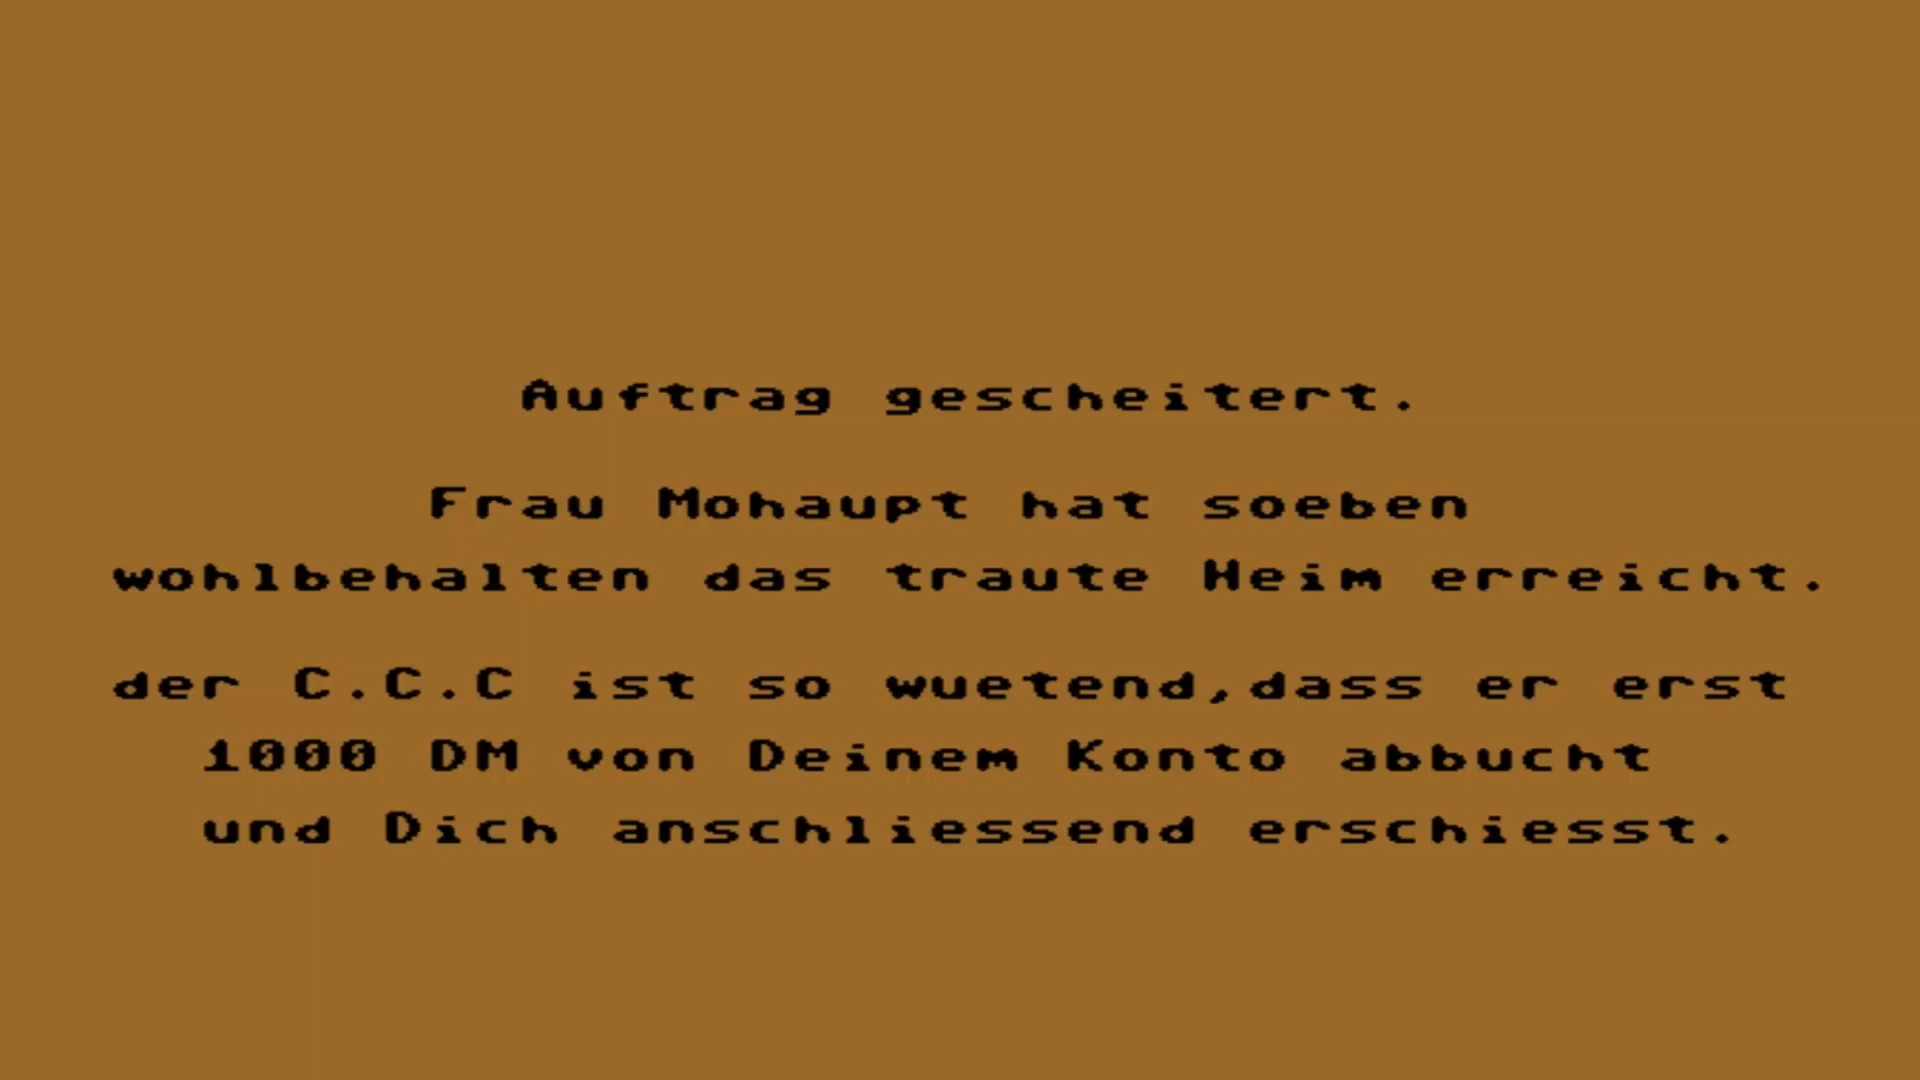 Auftrag gescheitert.
Frau Mohaupt hat soeben
wohlbehalten das traute Heim erreicht.
der C.C.C ist so wuetend,dass er erst
1000 DM von Deinem Konto abbucht
und Dich anschliessend erschiesst.